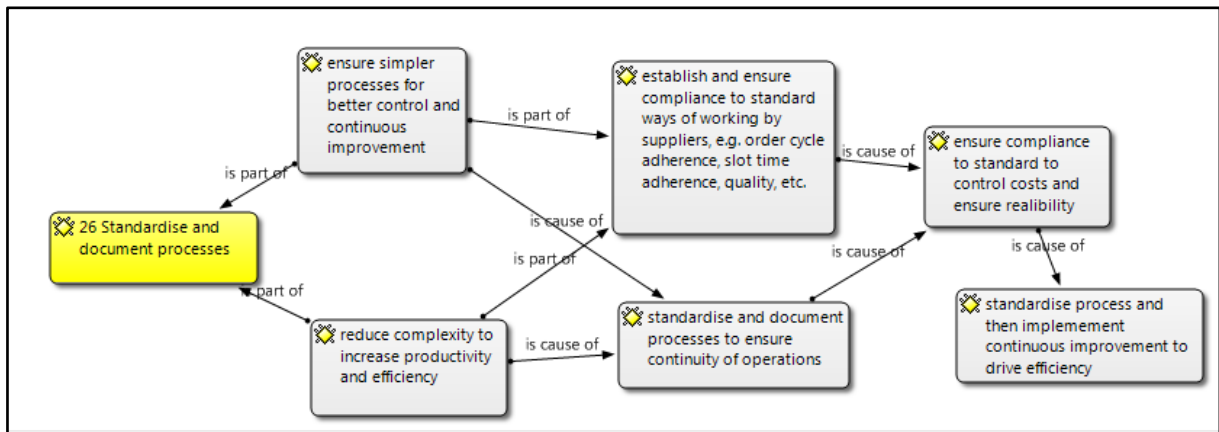 ensure simpler
processes for
better control and
continuous
improvement
is part of
establish and ensure
compliance to standard
ways of working by
suppliers, e.g. order cycle
adherence, slot time
adherence, quality, etc.
is cause of
ensure compliance
to standard to
control costs and
ensure realibility
is part of
26 Standardise and
document processes
is cause of
is part of
is cause of
is cause of
is part of
reduce complexity to
increase productivity
and efficiency
is cause of
standardise and document
processes to ensure
continuity of operations
standardise process and
then implemement
continuous improvement to
drive efficiency